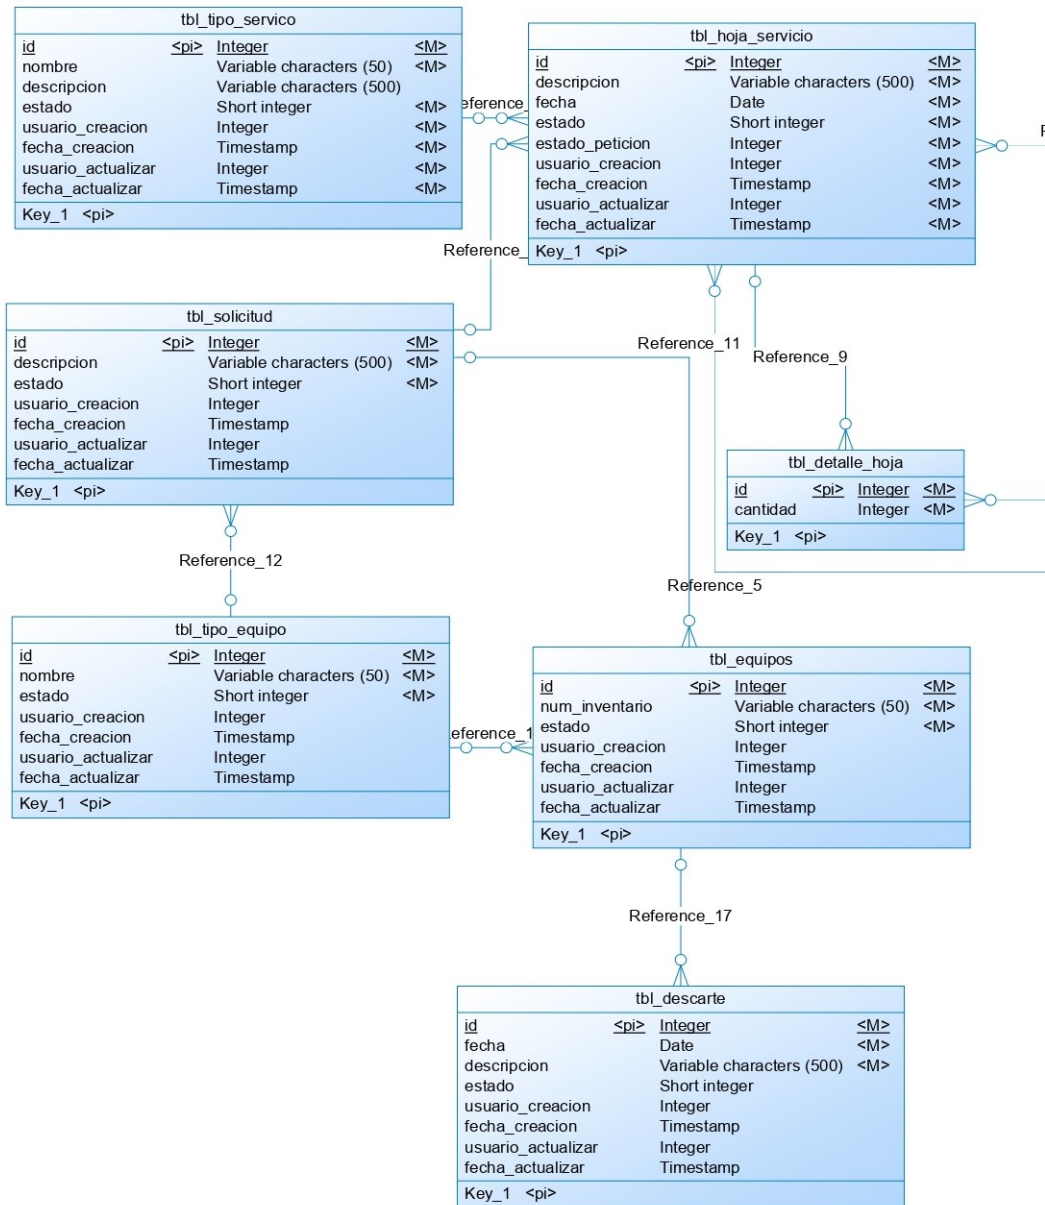 tbl_tipo_servico
id <pi> Integer <M>
nombre Variable characters (50) <M>
descripcion Variable characters (500)
estado Short integer <M>
usuario_creacion Integer <M>
fecha_creacion Timestamp <M>
usuario_actualizar Integer <M>
fecha_actualizar Timestamp <M>
Key_1 <pi>
tbl_hoja_servicio
id <pi> Integer <M>
descripcion Variable characters (500) <M>
fecha Date <M>
estado Short integer <M>
estado_peticion Integer <M>
usuario_creacion Integer <M>
fecha_creacion Timestamp <M>
usuario_actualizar Integer <M>
fecha_actualizar Timestamp <M>
Key_1 <pi>
eference_
Reference_
tbl_solicitud
id <pi> Integer <M>
descripcion Variable characters (500) <M>
estado Short integer <M>
usuario_creacion Integer
fecha_creacion Timestamp
usuario_actualizar Integer
fecha_actualizar Timestamp
Key_1 <pi>
Reference_11
Reference_9
tbl_detalle_hoja
id <pi> Integer <M>
cantidad Integer <M>
Key_1 <pi>
Reference_12
Reference_5
tbl_tipo_equipo
id <pi> Integer <M>
nombre Variable characters (50) <M>
estado Short integer <M>
usuario_creacion Integer
fecha_creacion Timestamp
usuario_actualizar Integer
fecha_actualizar Timestamp
Key_1 <pi>
eference_1
tbl_equipos
id <pi> Integer <M>
num_inventario Variable characters (50) <M>
estado Short integer <M>
usuario_creacion Integer
fecha_creacion Timestamp
usuario_actualizar Integer
fecha_actualizar Timestamp
Key_1 <pi>
Reference_17
tbl_descarte
id <pi> Integer <M>
fecha Date <M>
descripcion Variable characters (500) <M>
estado Short integer
usuario_creacion Integer
fecha_creacion Timestamp
usuario_actualizar Integer
fecha_actualizar Timestamp
Key_1 <pi>